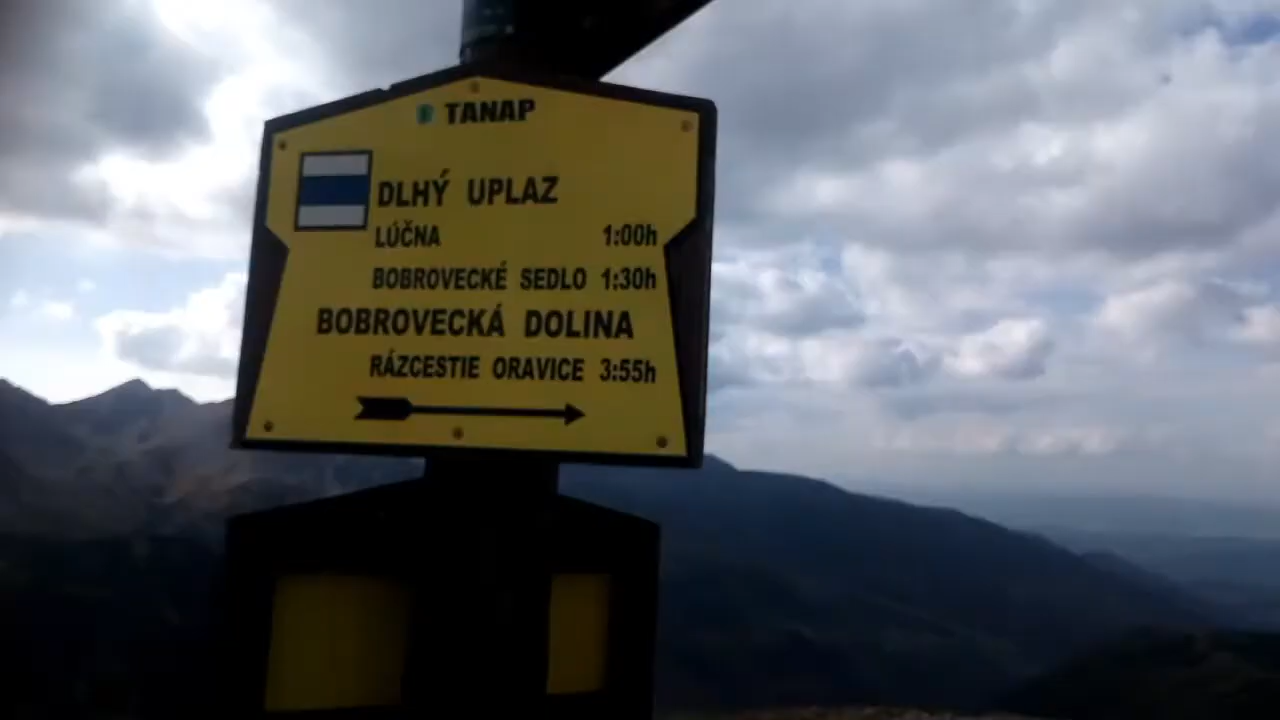 TANAP
DLHÝ UPLAZ
LÚČNA 1:00h
BOBROVECKÉ SEDLO 1:30h
BOBROVECKÁ DOLINA
RÁZCESTIE ORAVICE 3:55h